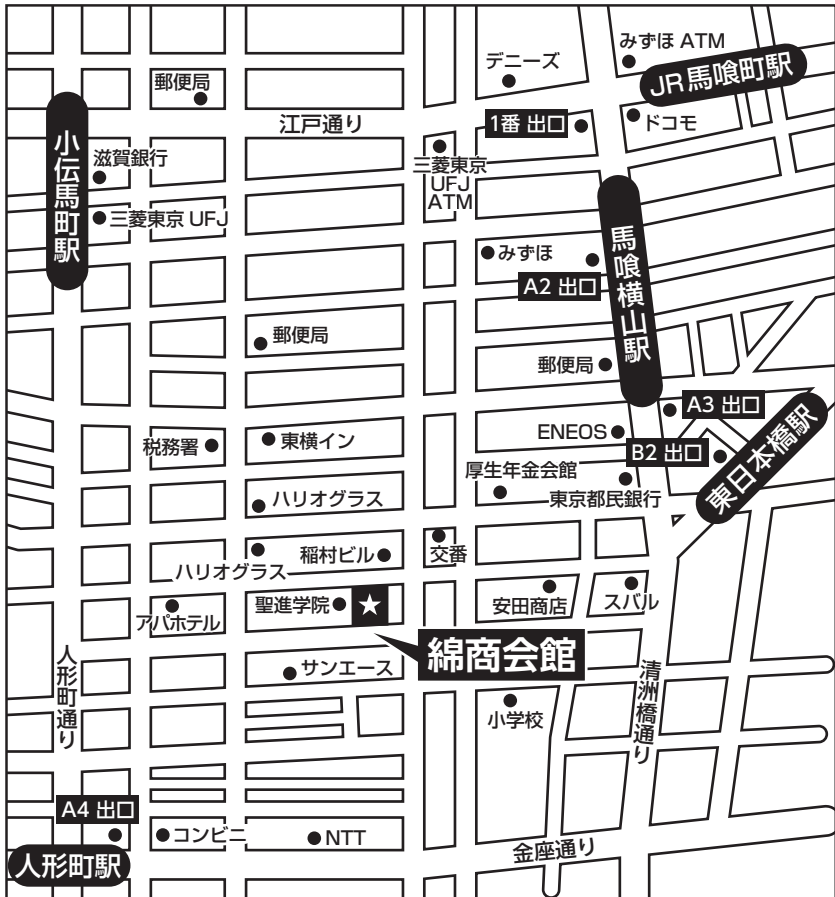 みずほ ATM
デニーズ
JR 馬喰町駅
郵便局
江戸通り
1番 出口
ドコモ
小伝馬町駅
滋賀銀行
三菱東京
UFJ
ATM
三菱東京 UFJ
みずほ
馬喰横山駅
A2 出口
郵便局
郵便局
A3 出口
ENEOS
税務署
東横イン
B2 出口
東日本橋駅
厚生年金会館
東京都民銀行
ハリオグラス
交番
稲村ビル
ハリオグラス
聖進学院
★
安田商店
スバル
アパホテル
綿商会館
人形町通り
サンエース
清洲橋通り
小学校
A4 出口
コンビニ
NTT
金座通り
人形町駅